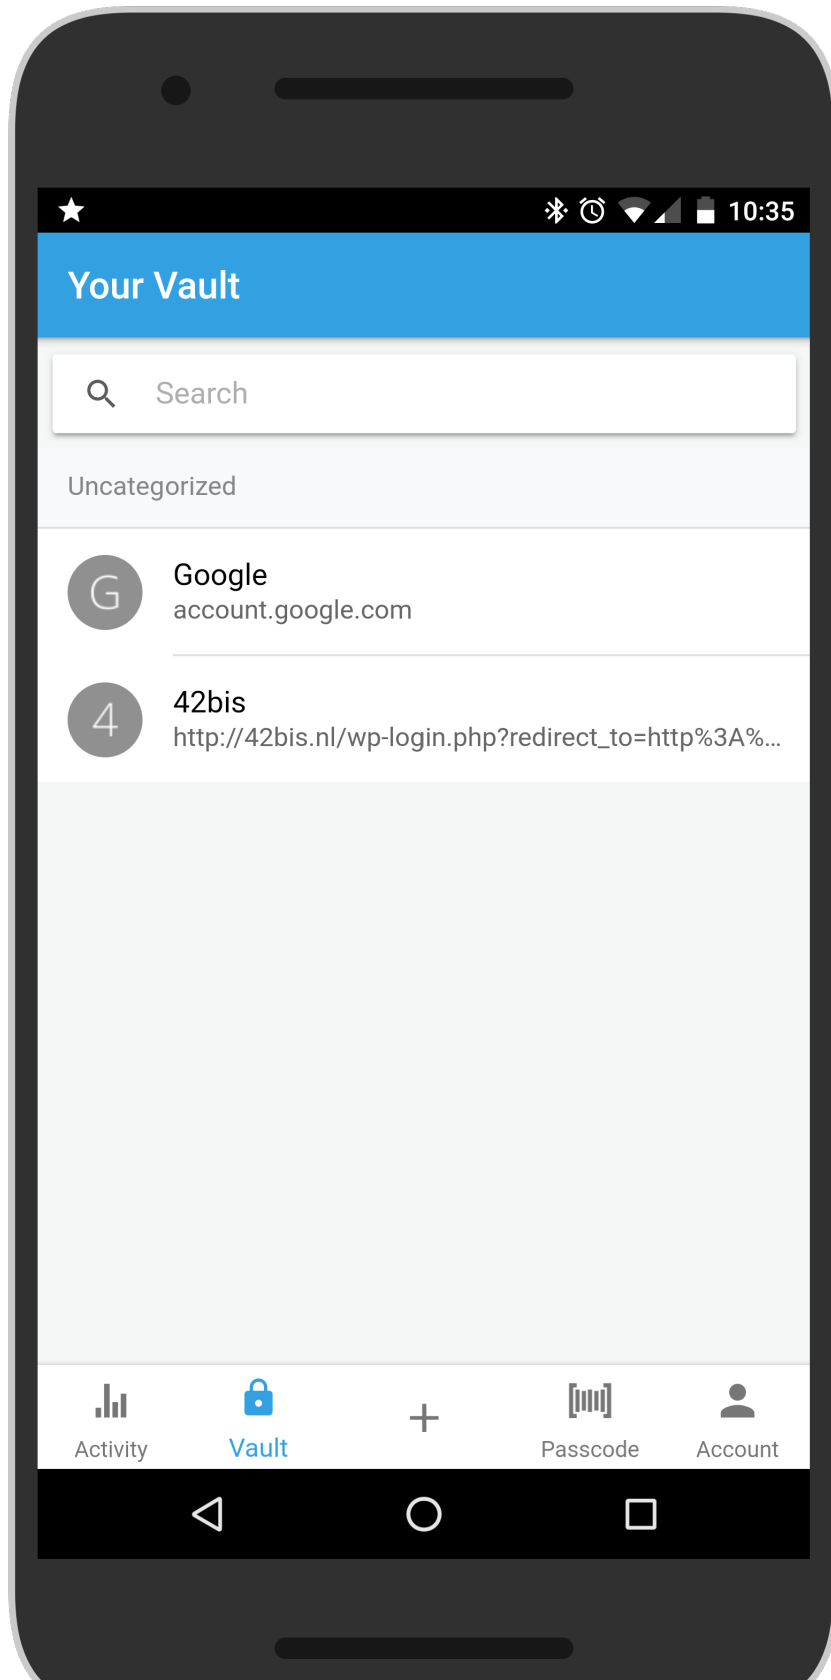 10:35
Your Vault
Search
Uncategorized
G
Google
account.google.com
4
42bis
http://42bis.nl/wp-login.php?redirect_to=http%3A%...
Activity
Vault
+
Passcode
Account